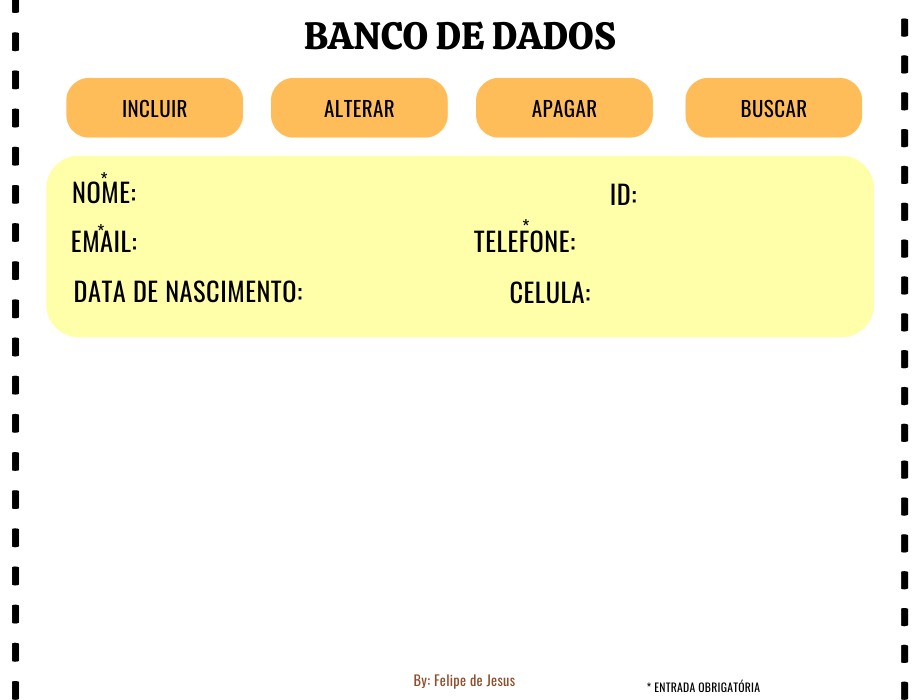 BANCO DE DADOS
INCLUIR ALTERAR APAGAR BUSCAR
*
NOME: ID:
* *
EMAIL: TELEFONE:
DATA DE NASCIMENTO: CELULA:
By: Felipe de Jesus * ENTRADA OBRIGATÓRIA